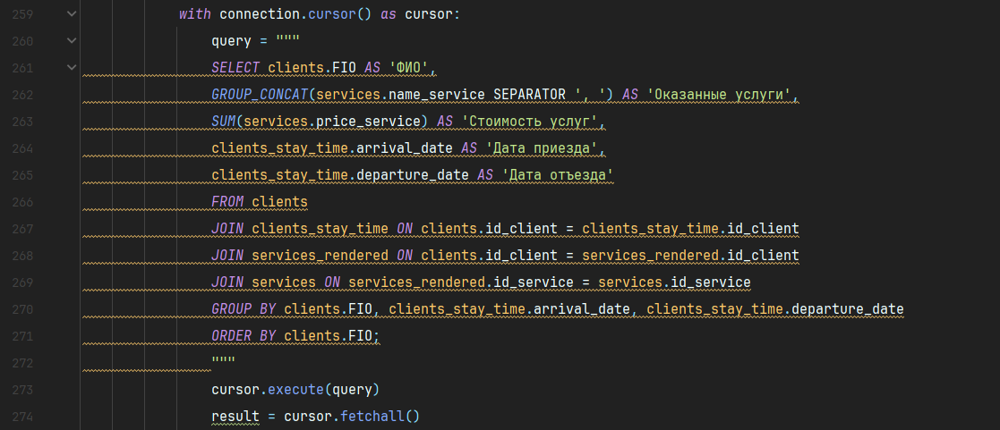 259 with connection.cursor() as cursor:
260 query = """
261 SELECT clients.FIO AS 'ФИО',
262 GROUP_CONCAT(services.name_service SEPARATOR ', ') AS 'Оказанные услуги',
263 SUM(services.price_service) AS 'Стоимость услуг',
264 clients_stay_time.arrival_date AS 'Дата приезда',
265 clients_stay_time.departure_date AS 'Дата отъезда'
266 FROM clients
267 JOIN clients_stay_time ON clients.id_client = clients_stay_time.id_client
268 JOIN services_rendered ON clients.id_client = services_rendered.id_client
269 JOIN services ON services_rendered.id_service = services.id_service
270 GROUP BY clients.FIO, clients_stay_time.arrival_date, clients_stay_time.departure_date
271 ORDER BY clients.FIO;
272 """
273 cursor.execute(query)
274 result = cursor.fetchall()